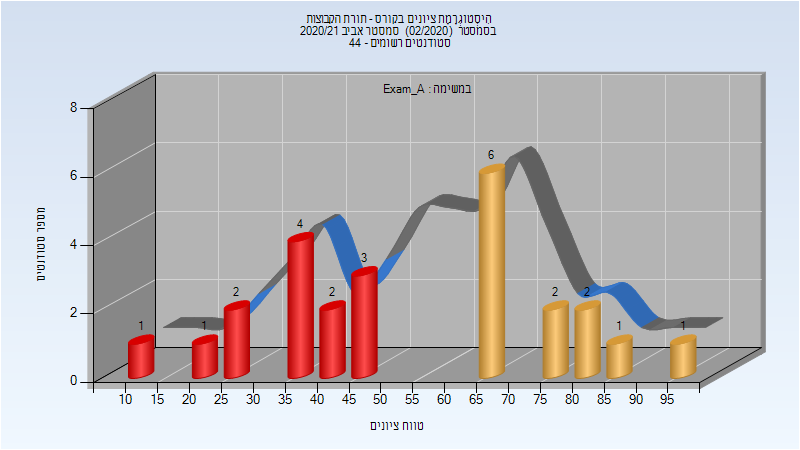 היסטוגרמת ציונים בקורס - תורת הקבוצות
בסמסטר (02/2020) סמסטר אביב 2020/21
סטודנטים רשומים - 44
במשימה : Exam_A
מספר סטודנטים
8
6
4
2
0
1
1
2
4
2
3
6
2
2
1
1
10 20 25 30 35 40 45 50 55 60 65 70 75 80 85 90 95
טווח ציונים